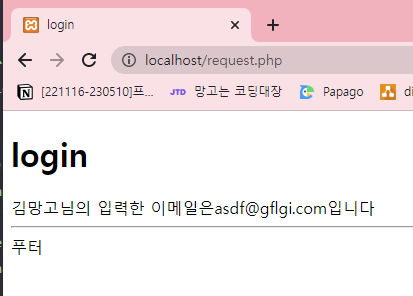 login
localhost/request.php
[221116-230510]프... JTD 망고는 코딩대장 Papago di
login
김망고님의 입력한 이메일은asdf@gflgi.com입니다
푸터